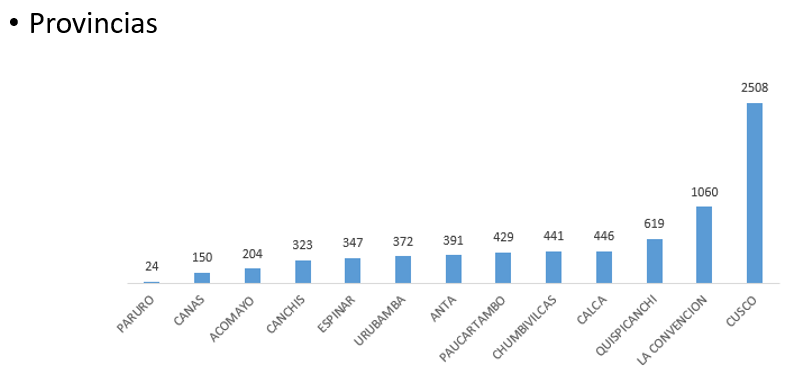 • Provincias
2508
1060
619
446
441
429
391
372
347
323
204
150
24
PARURO
CANAS
ACOMAYO
CANCHIS
ESPINAR
URUBAMBA
ANTA
PAUCARTAMBO
CHUMBIVILCAS
CALCA
QUISPICANCHI
LA CONVENCION
CUSCO